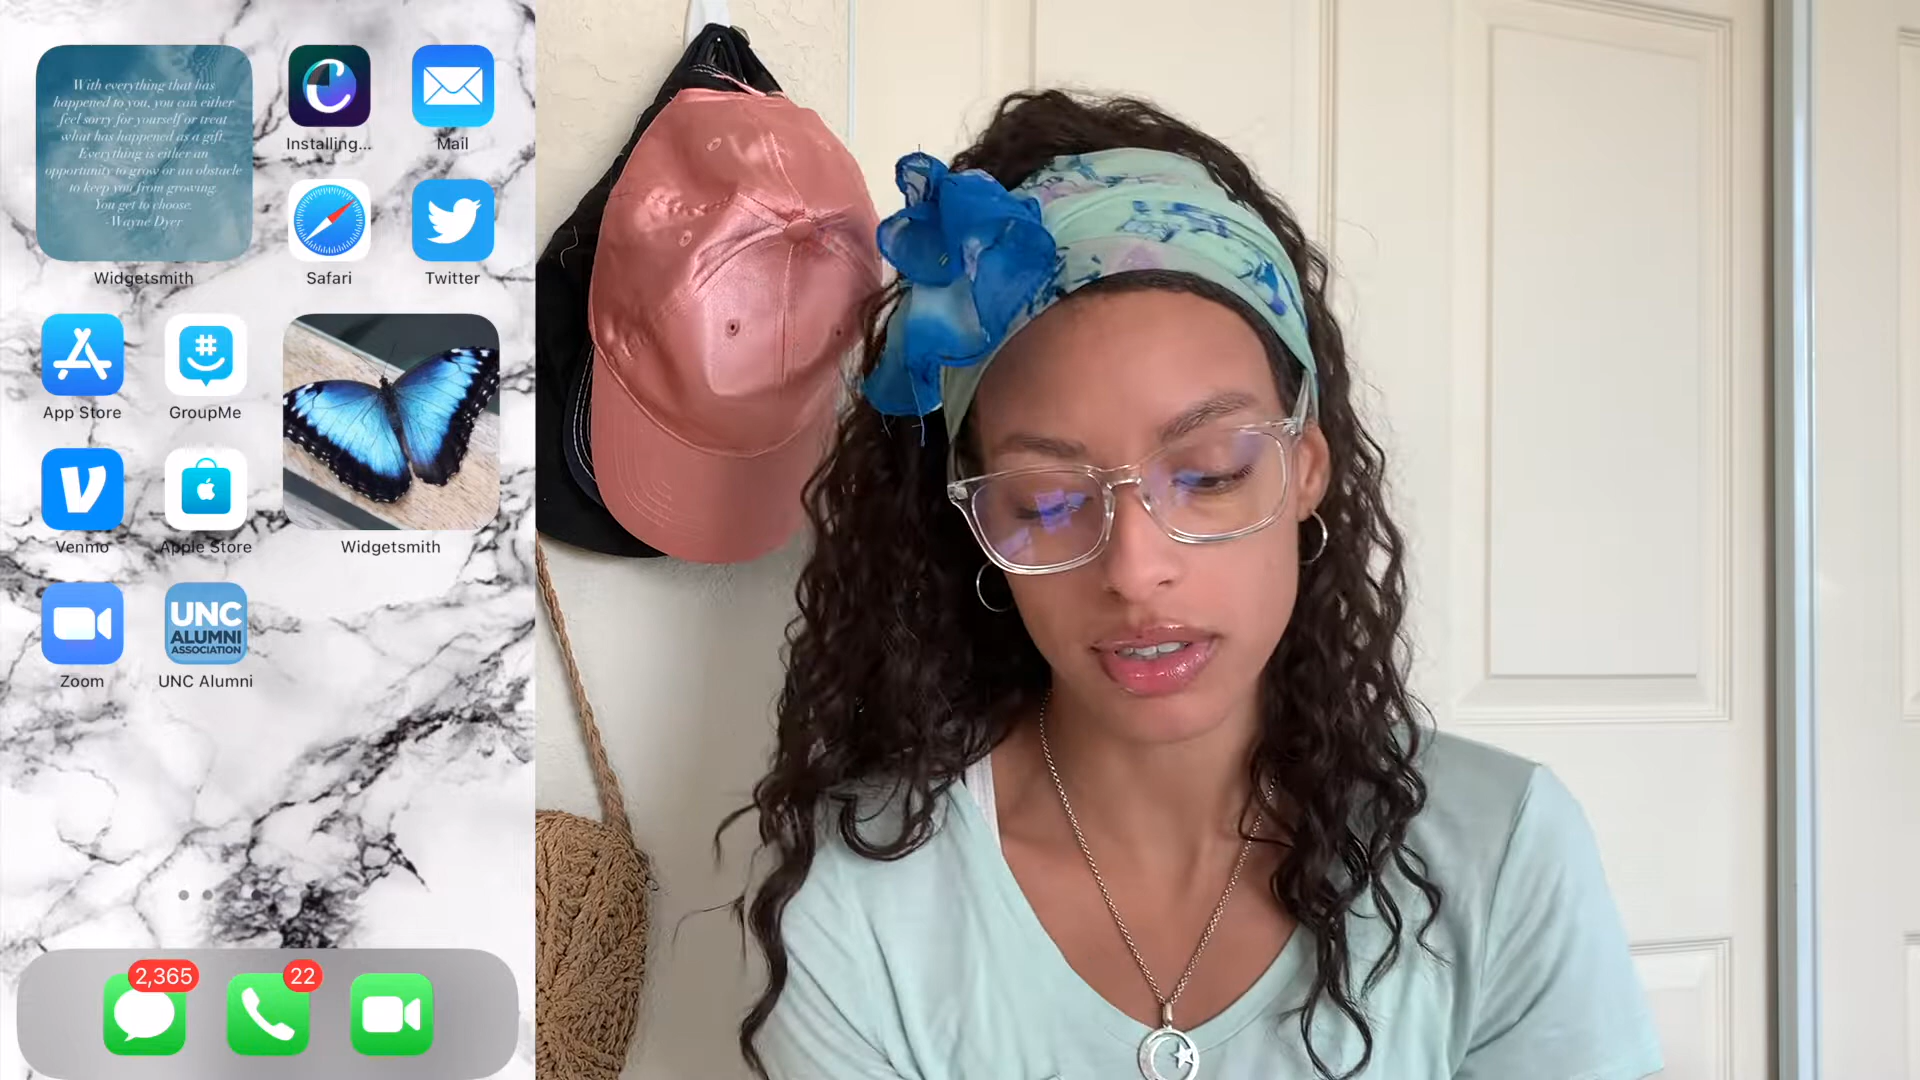 With everything that has
happened to you, you can either
feel sorry for yourself or treat
what has happened as a gift.
Everything is either an
opportunity to grow or an obstacle
to keep you from growing.
You get to choose.
-Wayne Dyer
Widgetsmith
Installing...
Mail
Safari
Twitter
App Store
GroupMe
Venmo
Apple Store
Widgetsmith
UNC
ALUMNI
ASSOCIATION
Zoom
UNC Alumni
2,365
22